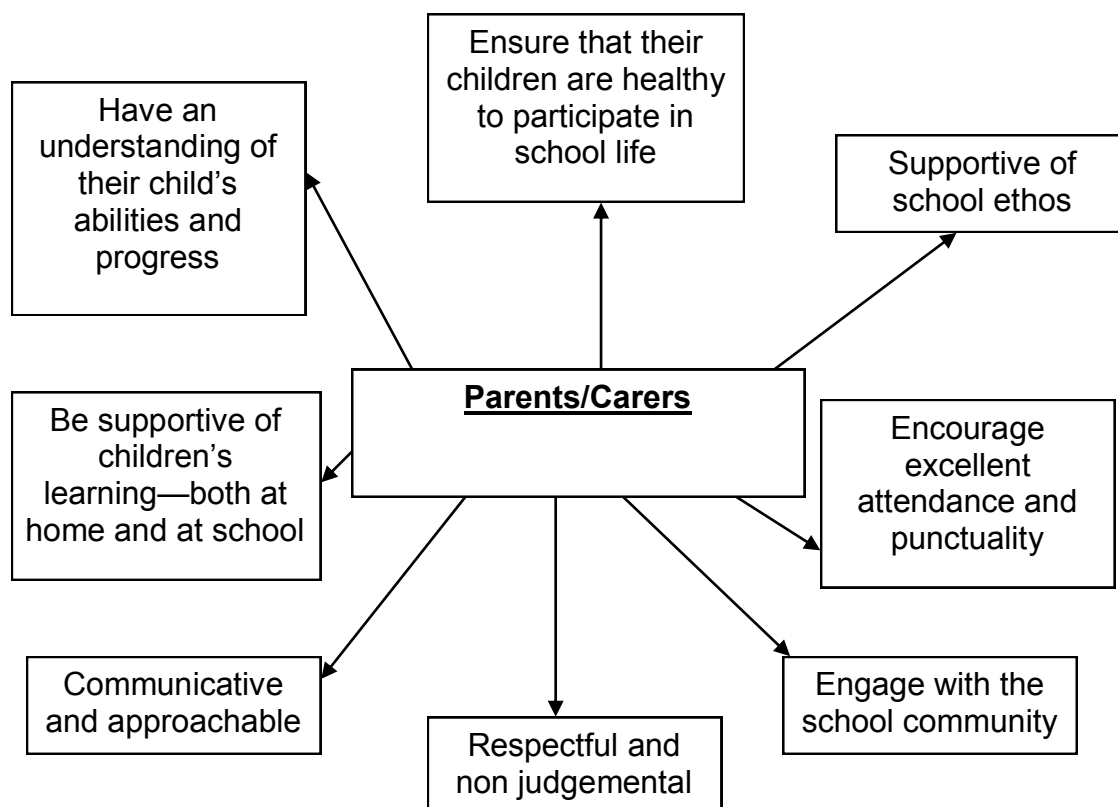 Ensure that their
children are healthy
to participate in
school life
Have an
understanding of
their child’s
abilities and
progress
Supportive of
school ethos
Parents/Carers
Be supportive of
children’s
learning—both at
home and at school
Encourage
excellent
attendance and
punctuality
Communicative
and approachable
Respectful and
non judgemental
Engage with the
school community